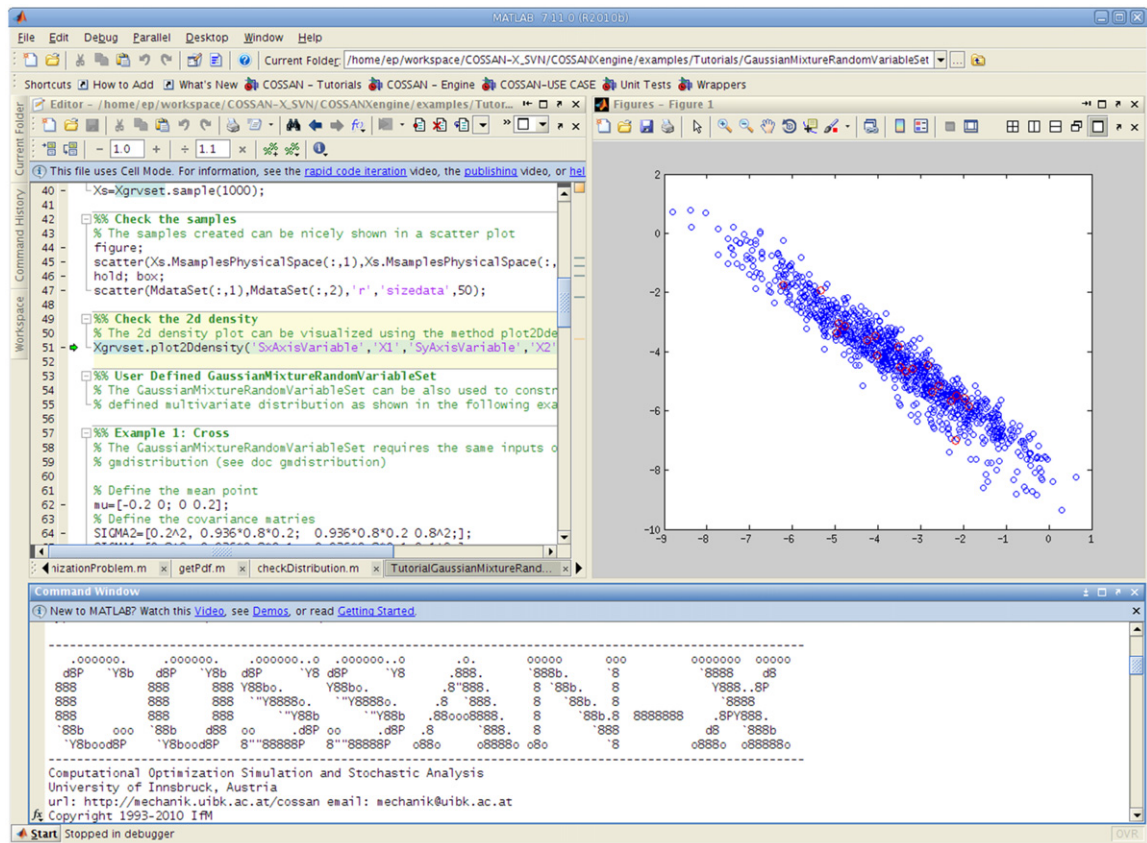 MATLAB 7.11.0 (R2010b)
File Edit Debug Parallel Desktop Window Help
Current Folder: /home/ep/workspace/COSSAN-X_SVN/COSSANXengine/examples/Tutorials/GaussianMixtureRandomVariableSet
Shortcuts How to Add What's New COSSAN - Tutorials COSSAN - Engine COSSAN-USE CASE Unit Tests Wrappers
Current Folder
Command History
Workspace
Editor - /home/ep/workspace/COSSAN-X_SVN/COSSANXengine/examples/Tutor...
- 1.0 + ÷ 1.1 ×
This file uses Cell Mode. For information, see the rapid code iteration video, the publishing video, or hel
40 - Xs=Xgrvset.sample(1000);
41
42 %% Check the samples
43 % The samples created can be nicely shown in a scatter plot
44 - figure;
45 - scatter(Xs.MsamplesPhysicalSpace(:,1),Xs.MsamplesPhysicalSpace(:,
46 - hold; box;
47 - scatter(MdataSet(:,1),MdataSet(:,2),'r','sizedata',50);
48
49 %% Check the 2d density
50 % The 2d density plot can be visualized using the method plot2Dde
51 - Xgrvset.plot2Ddensity('SxAxisVariable','X1','SyAxisVariable','X2'
52
53 %% User Defined GaussianMixtureRandomVariableSet
54 % The GaussianMixtureRandomVariableSet can be also used to constr
55 % defined multivariate distribution as shown in the following exa
56
57 %% Example 1: Cross
58 % The GaussianMixtureRandomVariableSet requires the same inputs o
59 % gmdistribution (see doc gmdistribution)
60
61 % Define the mean point
62 - mu=[-0.2 0; 0 0.2];
63 % Define the covariance matries
64 - SIGMA2=[0.2^2, 0.936*0.8*0.2; 0.936*0.8*0.2 0.8^2;];
nizationProblem.m × getPdf.m × checkDistribution.m × TutorialGaussianMixtureRand... ×
Figures - Figure 1
2
0
-2
-4
-6
-8
-10
-9 -8 -7 -6 -5 -4 -3 -2 -1 0 1
Command Window
New to MATLAB? Watch this Video, see Demos, or read Getting Started.
COSSAN-X
Computational Optimization Simulation and Stochastic Analysis
University of Innsbruck, Austria
url: http://mechanik.uibk.ac.at/cossan email: mechanik@uibk.ac.at
fx Copyright 1993-2010 IfM
Start Stopped in debugger
OVR